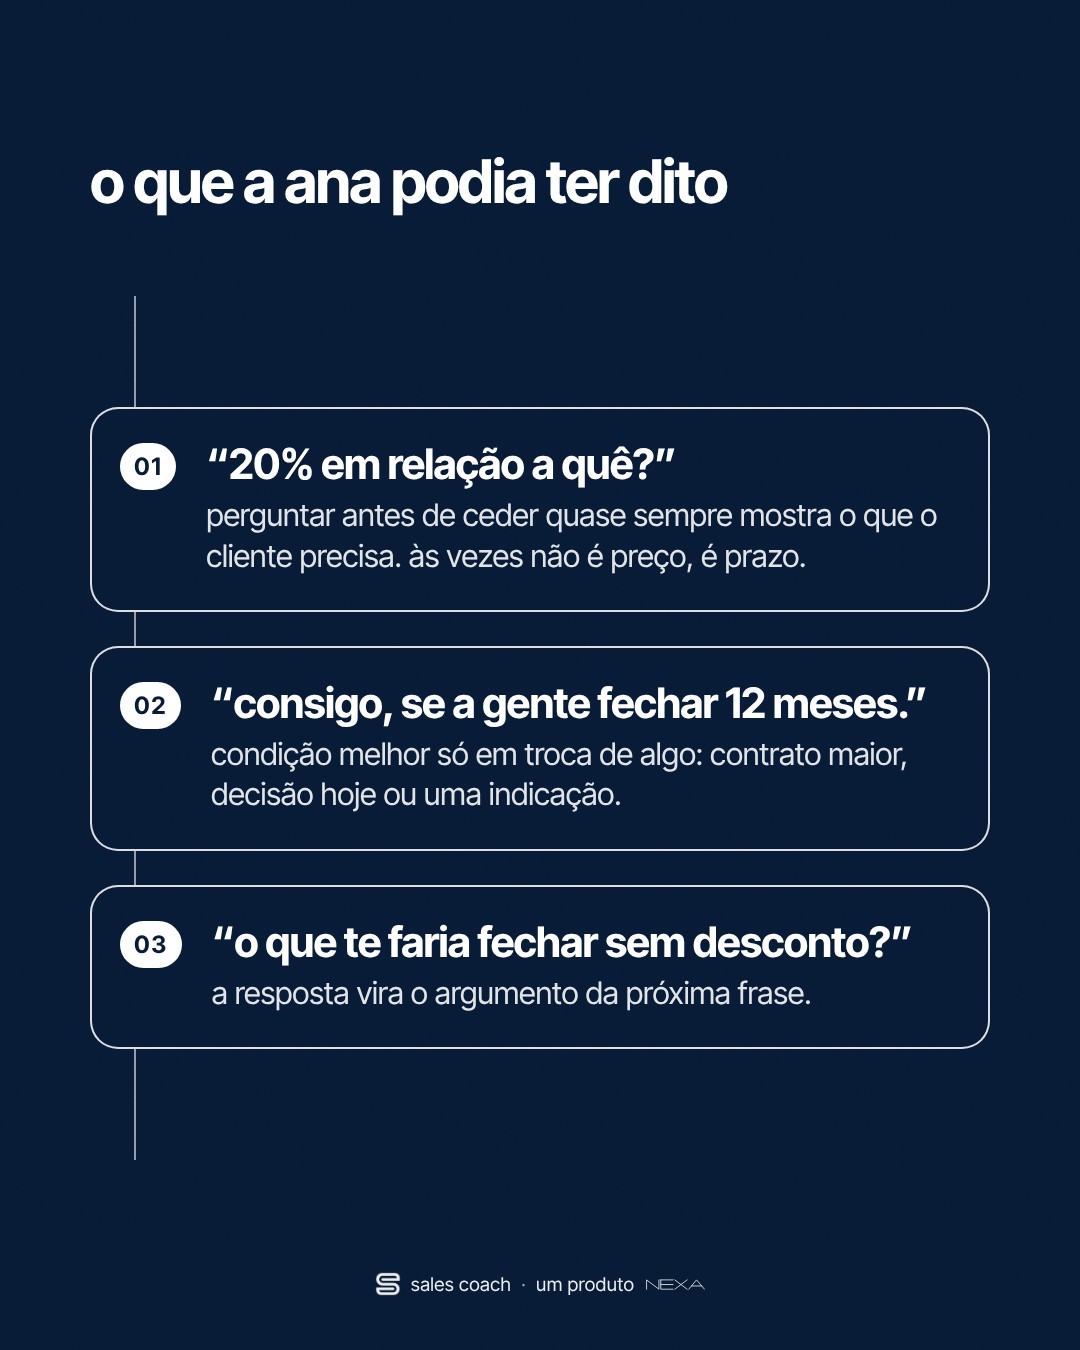 o que a ana podia ter dito
01
“20% em relação a quê?”
perguntar antes de ceder quase sempre mostra o que o
cliente precisa. às vezes não é preço, é prazo.
02
“consigo, se a gente fechar 12 meses.”
condição melhor só em troca de algo: contrato maior,
decisão hoje ou uma indicação.
03
“o que te faria fechar sem desconto?”
a resposta vira o argumento da próxima frase.
sales coach · um produto NEXA